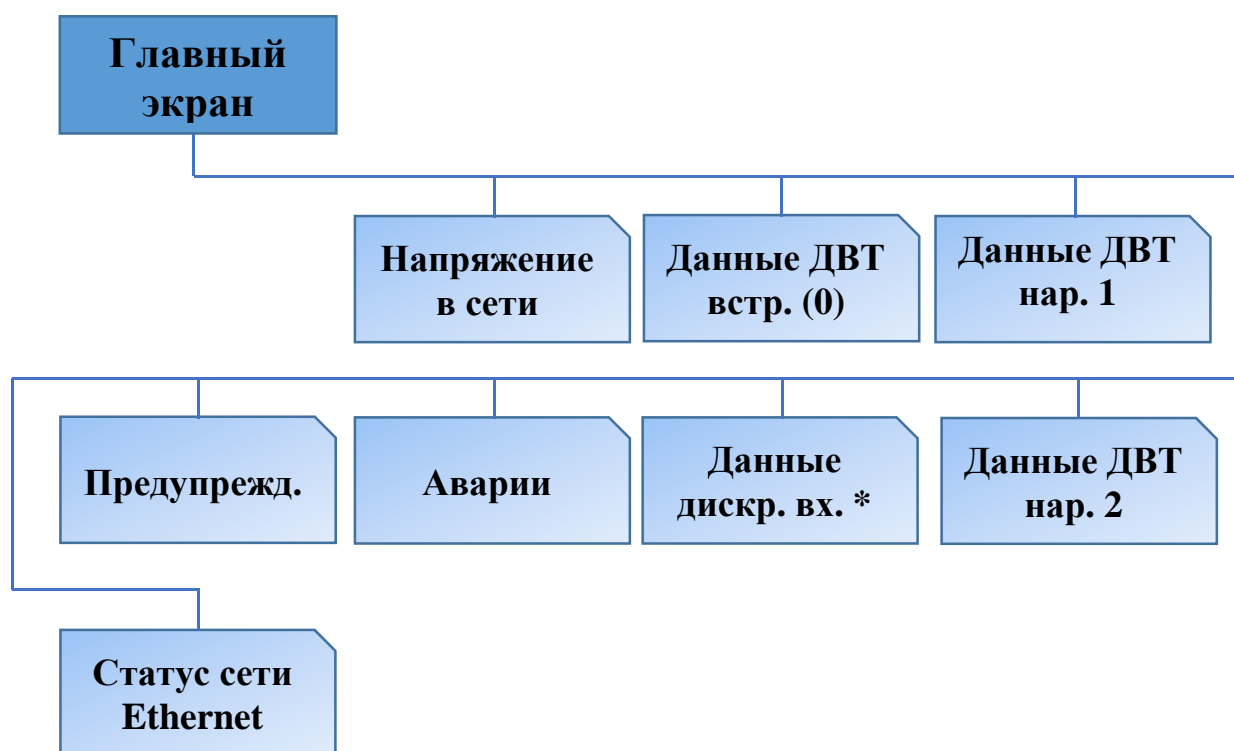 Главный
экран
Напряжение
в сети
Данные ДВТ
встр. (0)
Данные ДВТ
нар. 1
Предупрежд.
Аварии
Данные
дискр. вх. *
Данные ДВТ
нар. 2
Статус сети
Ethernet